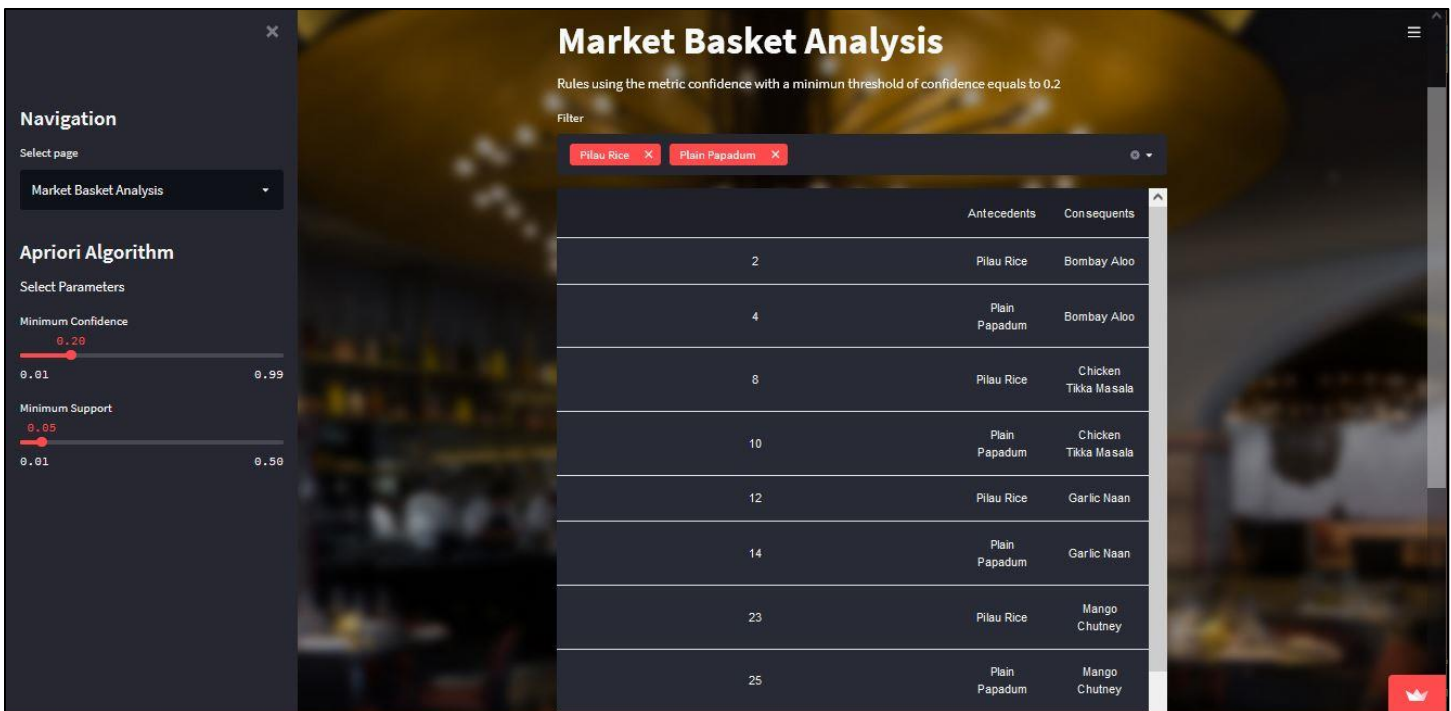 Navigation
Select page
Market Basket Analysis
Apriori Algorithm
Select Parameters
Minimum Confidence
0.20
0.01 0.99
Minimum Support
0.05
0.01 0.50
Market Basket Analysis
Rules using the metric confidence with a minimun threshold of confidence equals to 0.2
Filter
Pilau Rice × Plain Papadum ×
Antecedents Consequents
2 Pilau Rice Bombay Aloo
4 Plain Papadum Bombay Aloo
8 Pilau Rice Chicken Tikka Masala
10 Plain Papadum Chicken Tikka Masala
12 Pilau Rice Garlic Naan
14 Plain Papadum Garlic Naan
23 Pilau Rice Mango Chutney
25 Plain Papadum Mango Chutney